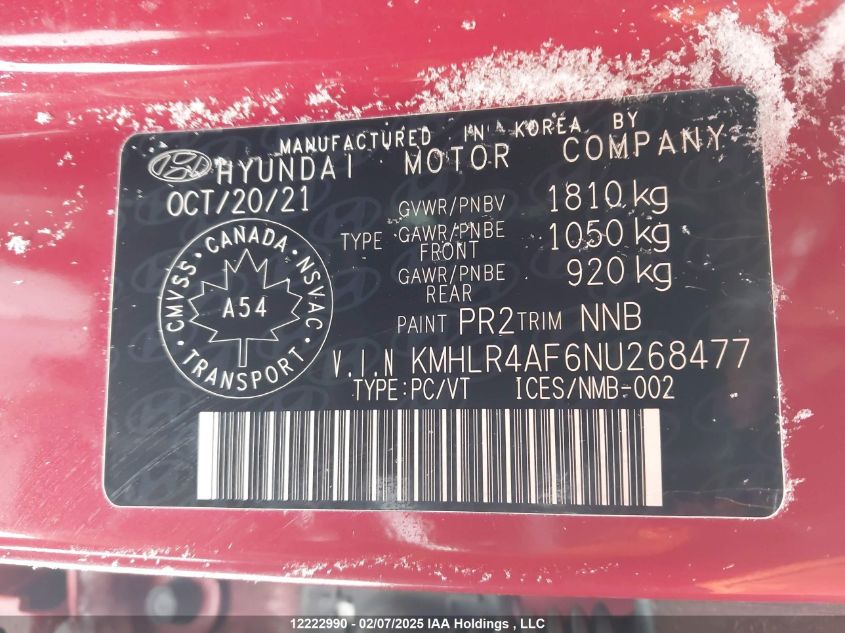 MANUFACTURED IN KOREA BY
HYUNDAI MOTOR COMPANY
OCT/20/21
GVWR/PNBV 1810 kg
TYPE GAWR/PNBE FRONT 1050 kg
GAWR/PNBE REAR 920 kg
CANADA
CMVSS
NSVAC
A54
TRANSPORT
PAINT PR2 TRIM NNB
V.I.N KMHLR4AF6NU268477
TYPE:PC/VT ICES/NMB-002
12222990 - 02/07/2025 IAA Holdings , LLC